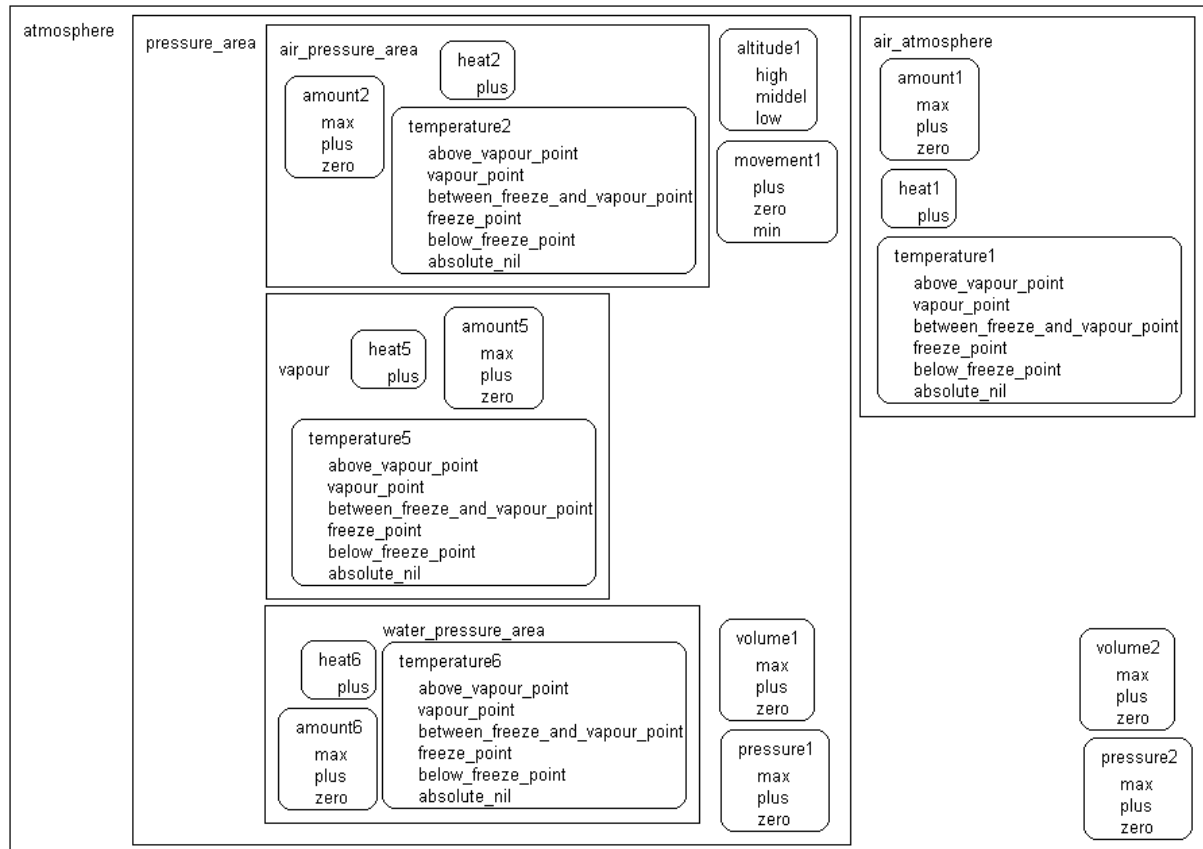 atmosphere
pressure_area
air_pressure_area
heat2
plus
amount2
max
plus
zero
temperature2
above_vapour_point
vapour_point
between_freeze_and_vapour_point
freeze_point
below_freeze_point
absolute_nil
altitude1
high
middel
low
movement1
plus
zero
min
air_atmosphere
amount1
max
plus
zero
heat1
plus
temperature1
above_vapour_point
vapour_point
between_freeze_and_vapour_point
freeze_point
below_freeze_point
absolute_nil
vapour
heat5
plus
amount5
max
plus
zero
temperature5
above_vapour_point
vapour_point
between_freeze_and_vapour_point
freeze_point
below_freeze_point
absolute_nil
water_pressure_area
heat6
plus
amount6
max
plus
zero
temperature6
above_vapour_point
vapour_point
between_freeze_and_vapour_point
freeze_point
below_freeze_point
absolute_nil
volume1
max
plus
zero
pressure1
max
plus
zero
volume2
max
plus
zero
pressure2
max
plus
zero